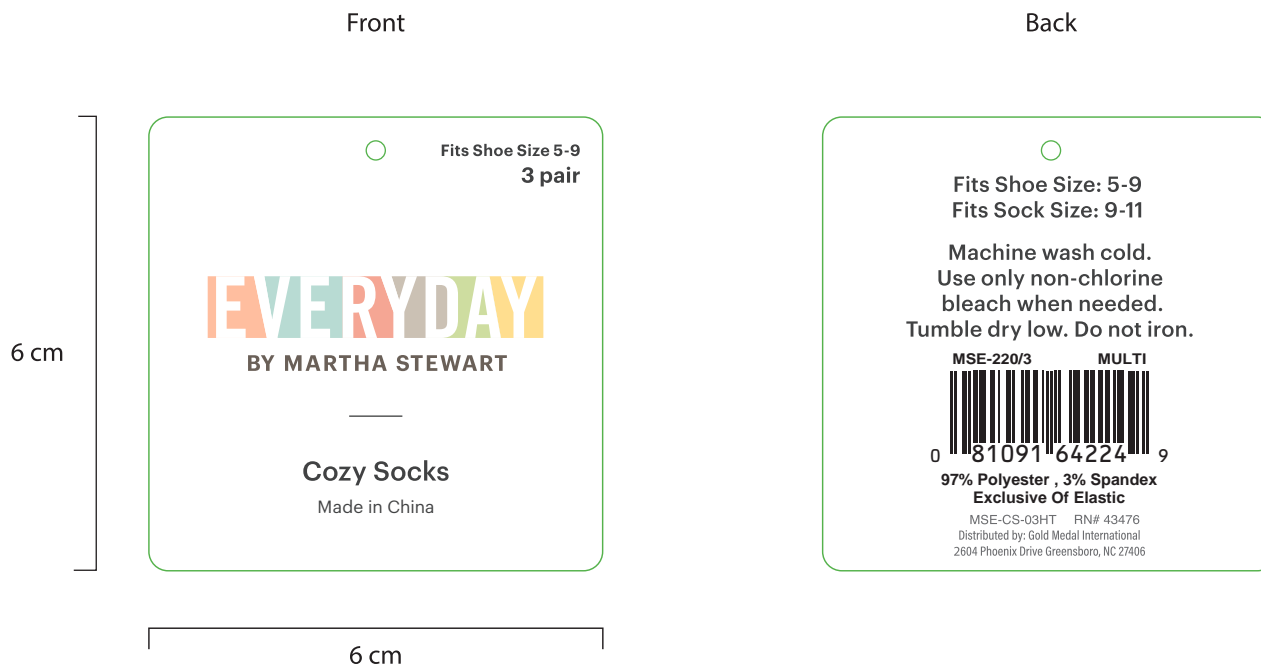 Front
Back
Fits Shoe Size 5-9
3 pair
EVERYDAY
BY MARTHA STEWART
Cozy Socks
Made in China
6 cm
6 cm
Fits Shoe Size: 5-9
Fits Sock Size: 9-11
Machine wash cold.
Use only non-chlorine
bleach when needed.
Tumble dry low. Do not iron.
MSE-220/3 MULTI
0 81091 64224 9
97% Polyester , 3% Spandex
Exclusive Of Elastic
MSE-CS-03HT RN# 43476
Distributed by: Gold Medal International
2604 Phoenix Drive Greensboro, NC 27406